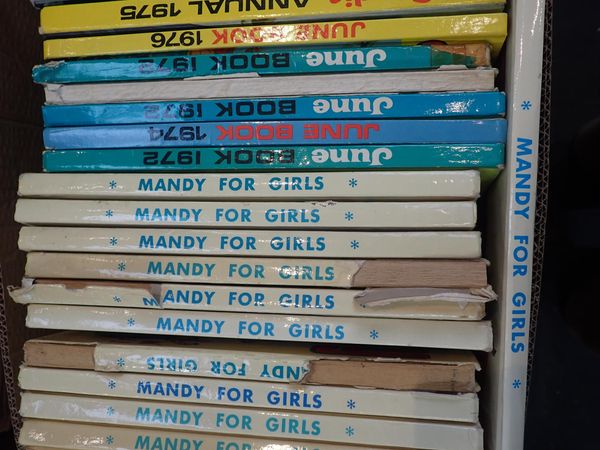 ANNUAL 1975
JUNE BOOK 1976
June BOOK 1972
June BOOK 1973
JUNE BOOK 1974
June BOOK 1972
* MANDY FOR GIRLS *
* MANDY FOR GIRLS *
* MANDY FOR GIRLS *
* MANDY FOR GIRLS
* MANDY FOR GIRLS
* MANDY FOR GIRLS *
* ANDY FOR GIRLS
* MANDY FOR GIRLS *
* MANDY FOR GIRLS *
* MANDY FOR GIRLS *
* MANDY FOR GIRLS *